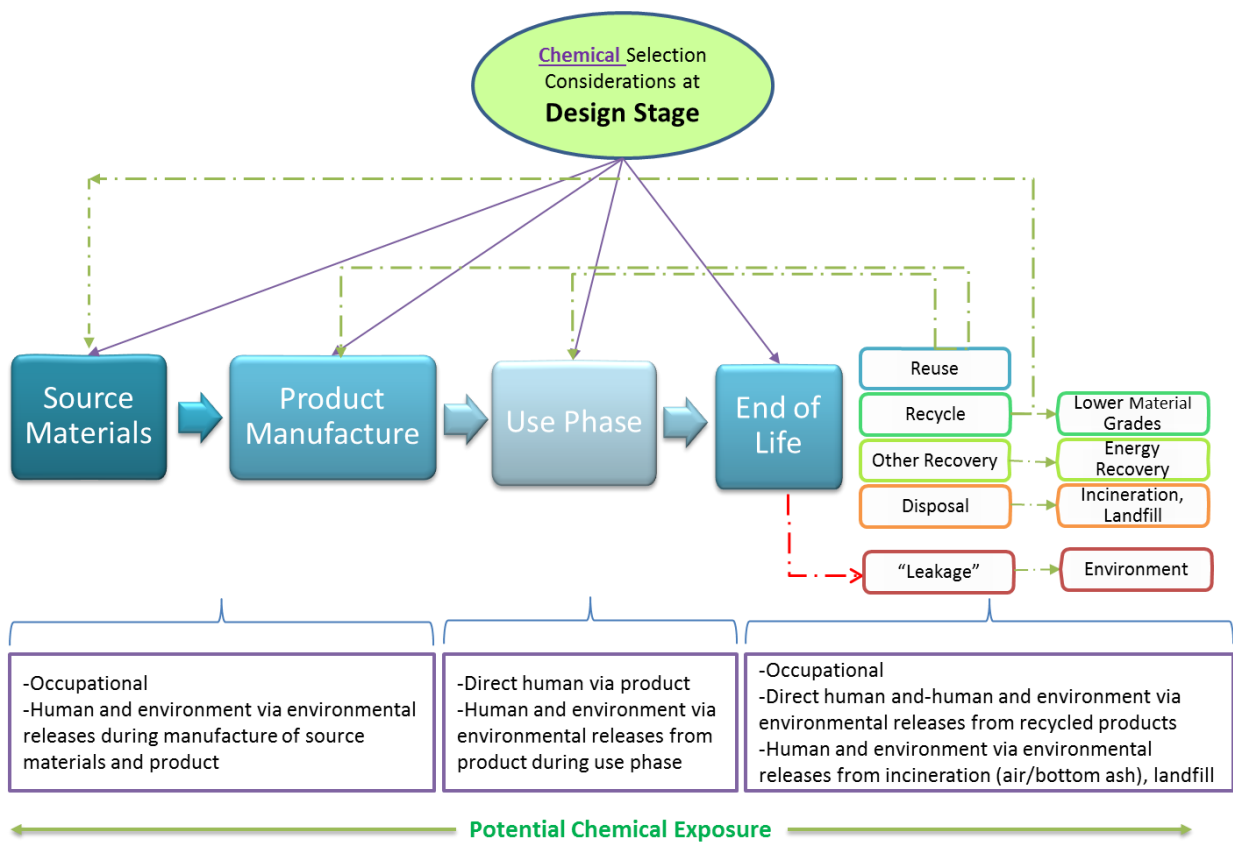 Chemical Selection
Considerations at
Design Stage
Source
Materials
Product
Manufacture
Use Phase
End of
Life
Reuse
Recycle
Lower Material
Grades
Other Recovery
Energy
Recovery
Disposal
Incineration,
Landfill
“Leakage”
Environment
-Occupational
-Human and environment via environmental
releases during manufacture of source
materials and product
-Direct human via product
-Human and environment via
environmental releases from
product during use phase
-Occupational
-Direct human and-human and environment via
environmental releases from recycled products
-Human and environment via environmental
releases from incineration (air/bottom ash), landfill
Potential Chemical Exposure